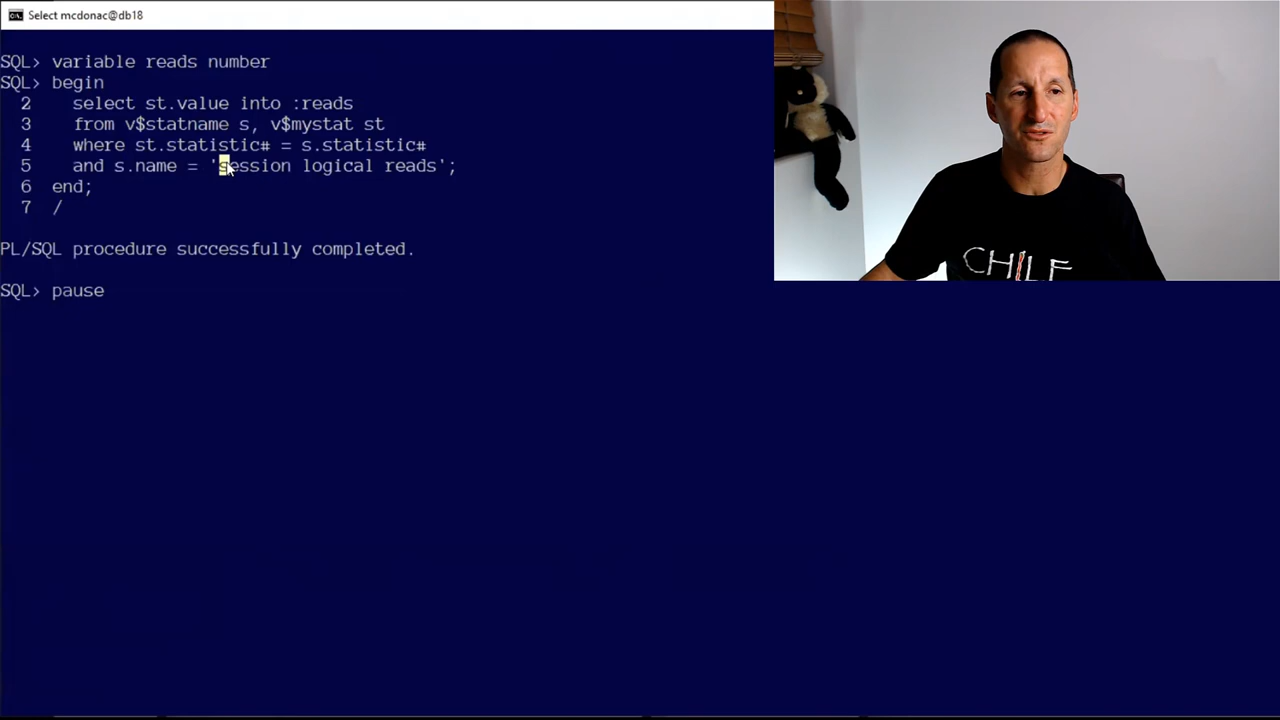 Select mcdonac@db18
SQL> variable reads number
SQL> begin
2 select st.value into :reads
3 from v$statname s, v$mystat st
4 where st.statistic# = s.statistic#
5 and s.name = 'session logical reads';
6 end;
7 /
PL/SQL procedure successfully completed.
SQL> pause
CHILE